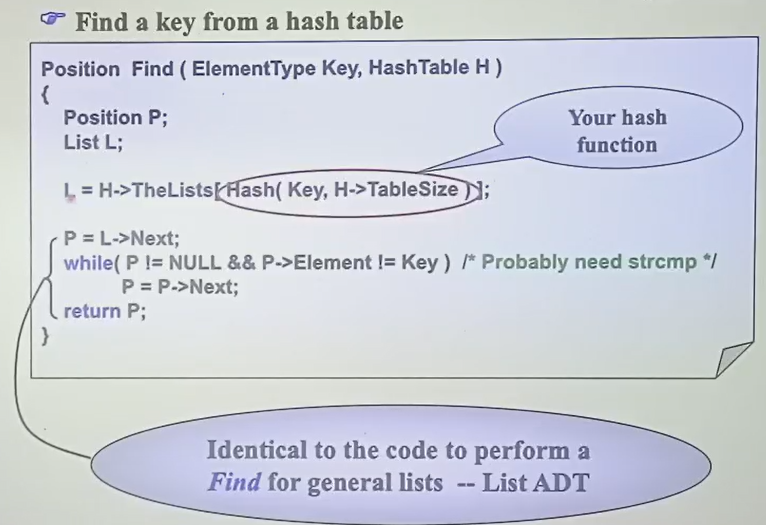 ☞ Find a key from a hash table
Position Find ( ElementType Key, HashTable H )
{
Position P;
List L;
Your hash
function
L = H->TheLists[ Hash( Key, H->TableSize ) ];
P = L->Next;
while( P != NULL && P->Element != Key ) /* Probably need strcmp */
P = P->Next;
return P;
}
Identical to the code to perform a
Find for general lists -- List ADT